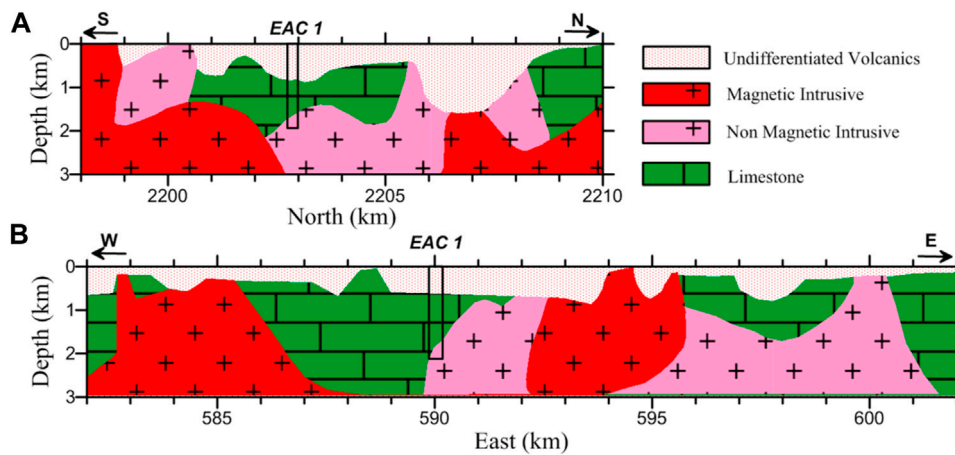 A
S
EAC 1
N
0
1
2
3
Depth (km)
2200
2205
2210
North (km)
Undifferentiated Volcanics
Magnetic Intrusive
Non Magnetic Intrusive
Limestone
B
W
EAC 1
E
0
1
2
3
Depth (km)
585
590
595
600
East (km)